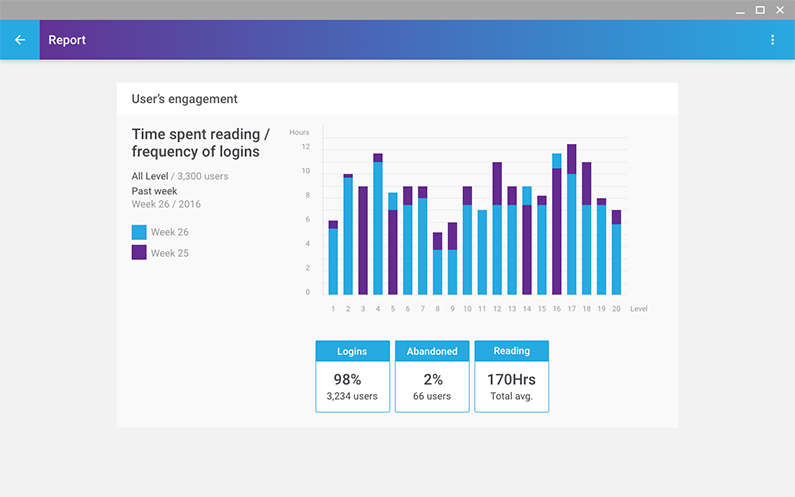 Report
User's engagement
Time spent reading /
frequency of logins
All Level / 3,300 users
Past week
Week 26 / 2016
Week 26
Week 25
Hours
12
10
8
6
4
2
0
1 2 3 4 5 6 7 8 9 10 11 12 13 14 15 16 17 18 19 20 Level
Logins
98%
3,234 users
Abandoned
2%
66 users
Reading
170Hrs
Total avg.